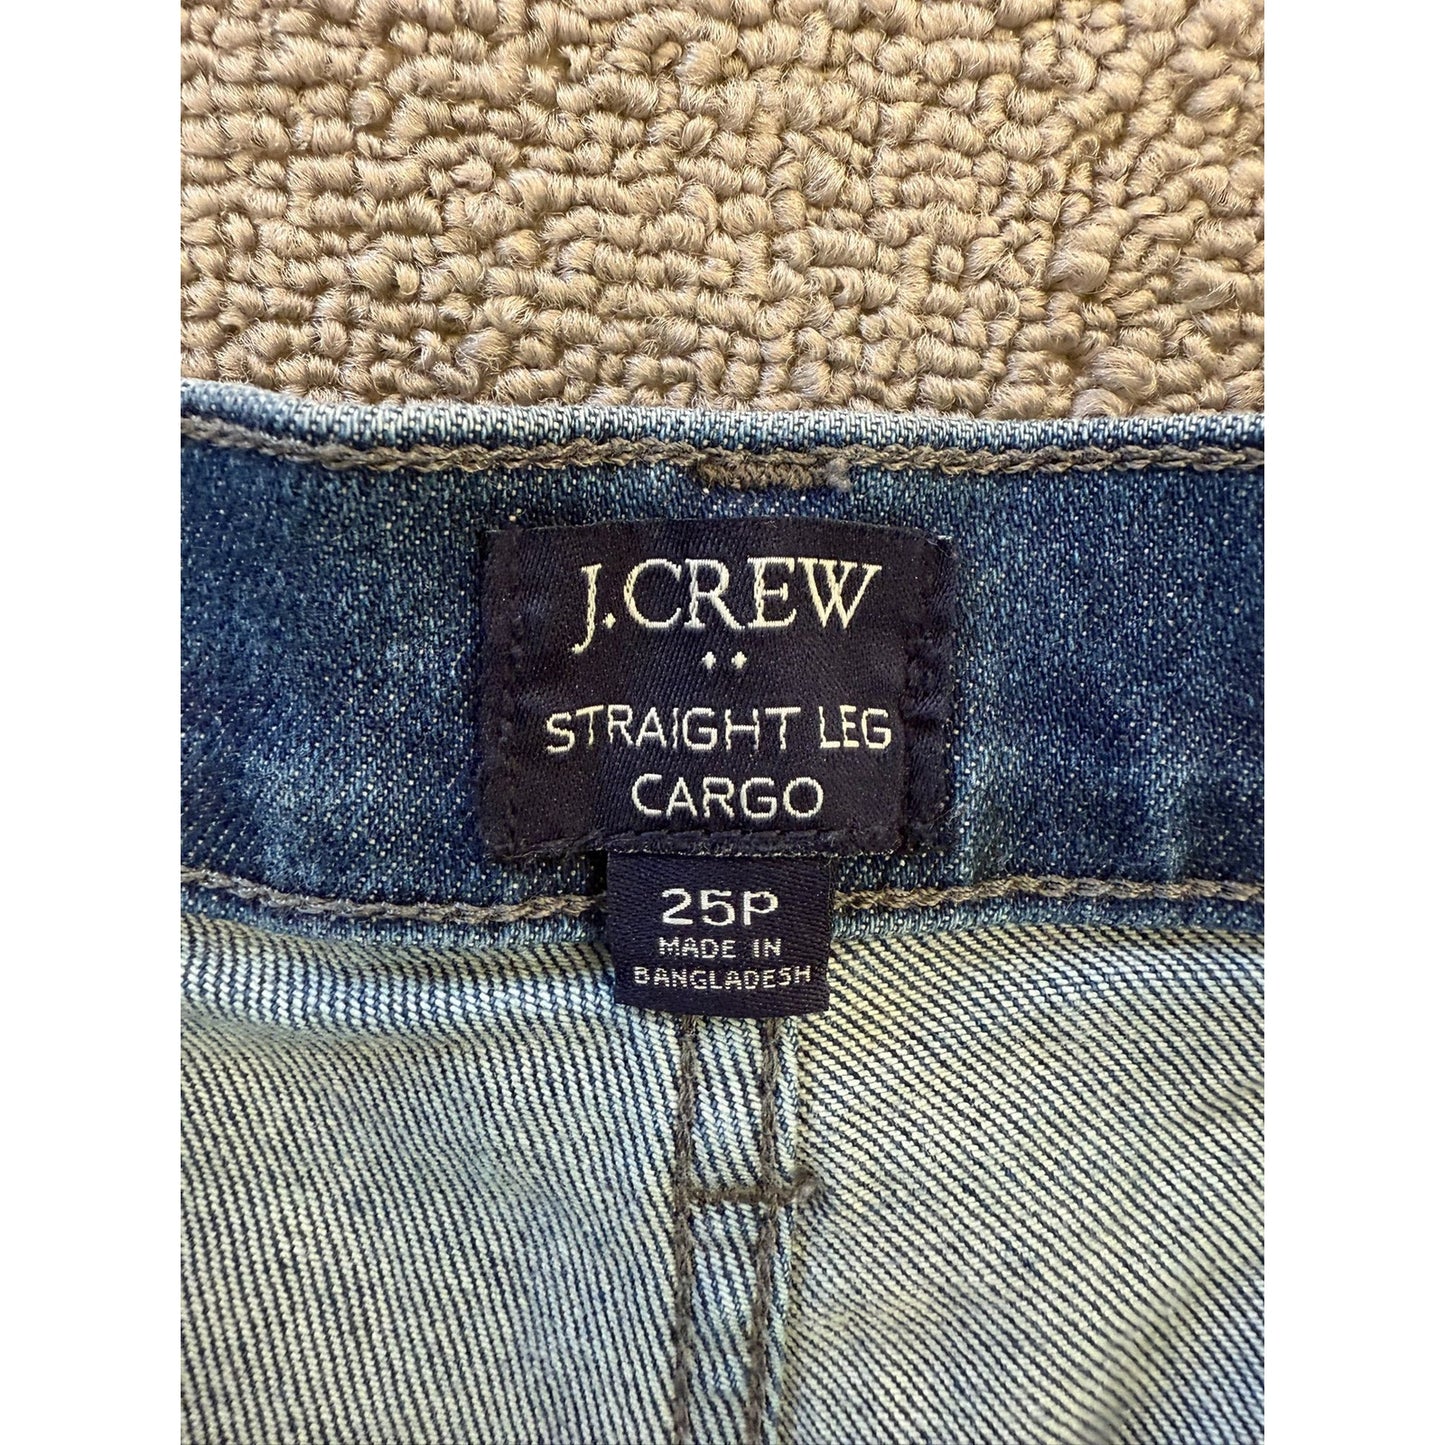 J.CREW
STRAIGHT LEG
CARGO
25P
MADE IN
BANGLADESH